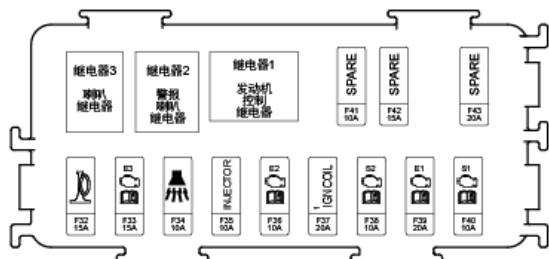 继电器3
喇叭
继电器
继电器2
警报
喇叭
继电器
继电器1
发动机
控制
继电器
SPARE
F41
10A
SPARE
F42
15A
SPARE
F43
20A
F32
15A
E3
F33
15A
F34
10A
INJECTOR
F35
10A
E2
F36
10A
1 IGN COIL
F37
20A
S2
F38
10A
E1
F39
20A
S1
F40
10A